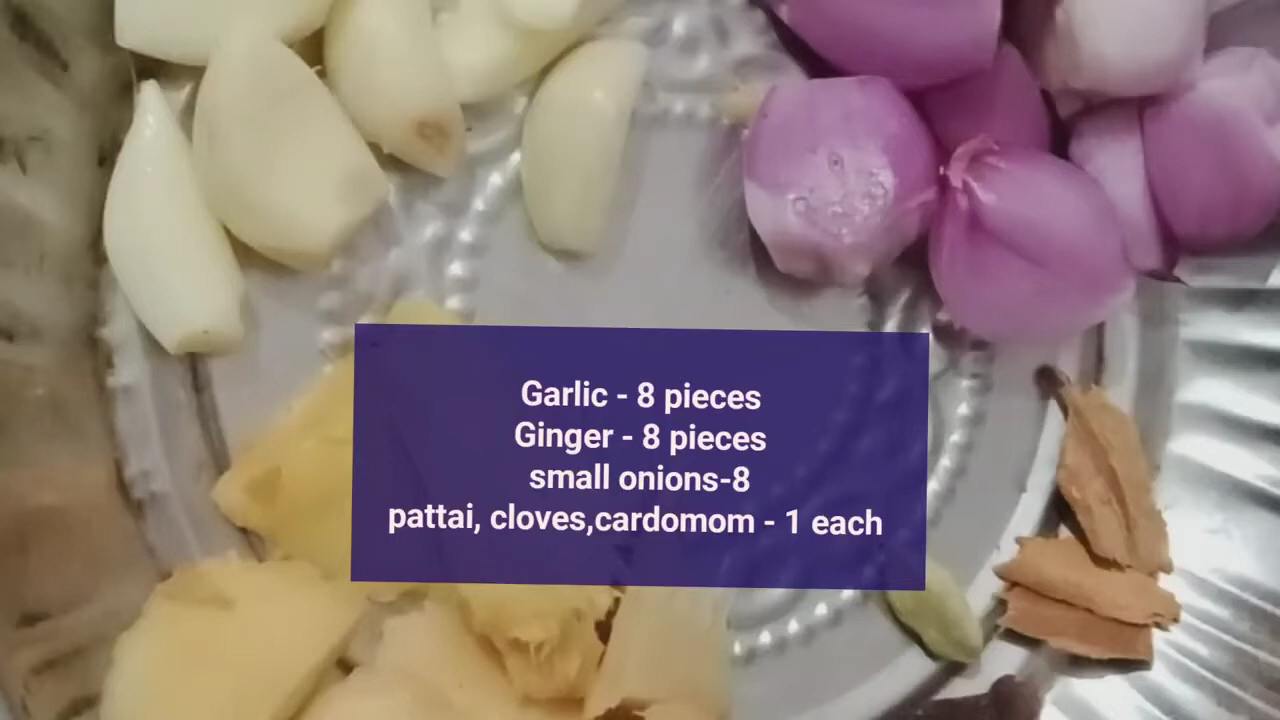 Garlic - 8 pieces
Ginger - 8 pieces
small onions-8
pattai, cloves,cardomom - 1 each